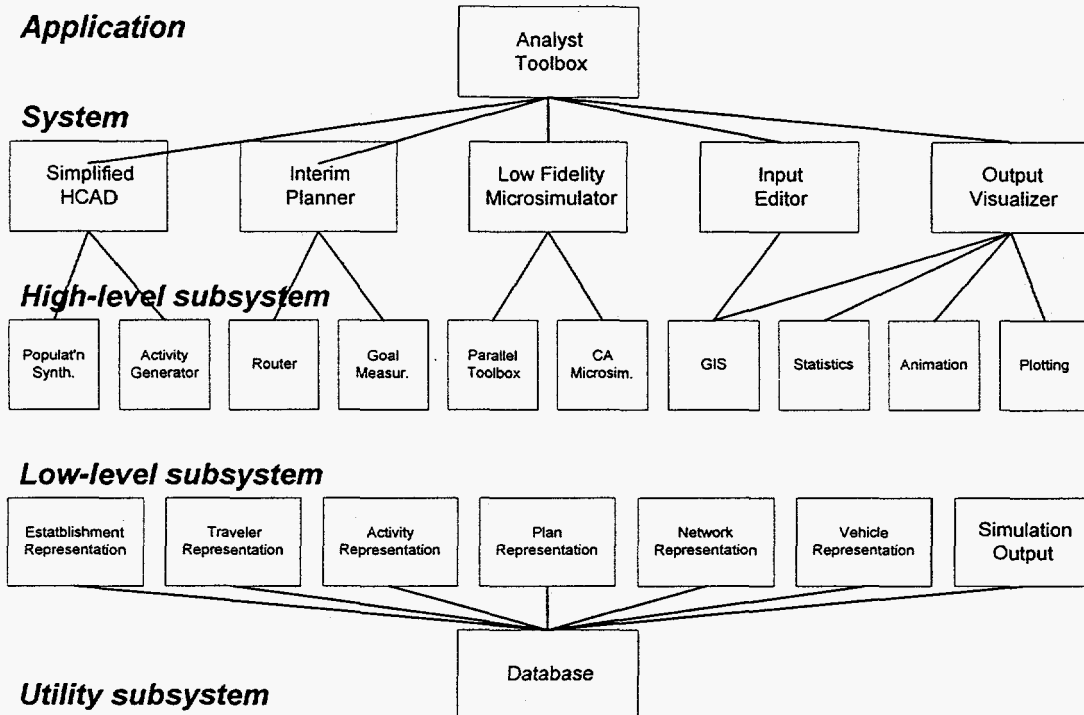 Application
Analyst
Toolbox
System
Simplified
HCAD
Interim
Planner
Low Fidelity
Microsimulator
Input
Editor
Output
Visualizer
High-level subsystem
Populat'n
Synth.
Activity
Generator
Router
Goal
Measur.
Parallel
Toolbox
CA
Microsim.
GIS
Statistics
Animation
Plotting
Low-level subsystem
Estatblishment
Representation
Traveler
Representation
Activity
Representation
Plan
Representation
Network
Representation
Vehicle
Representation
Simulation
Output
Database
Utility subsystem